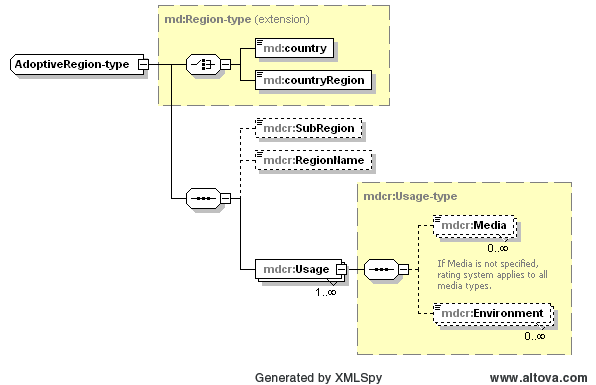 md:Region-type (extension)
AdoptiveRegion-type
md:country
md:countryRegion
mdcr:SubRegion
mdcr:RegionName
mdcr:Usage-type
mdcr:Media
0..∞
If Media is not specified,
rating system applies to all
media types.
mdcr:Usage
1..∞
mdcr:Environment
0..∞
Generated by XMLSpy
www.altova.com